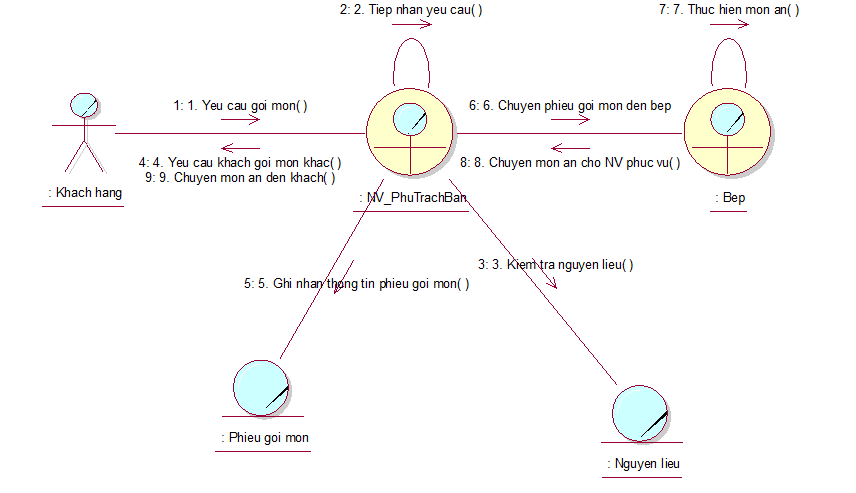 2: 2. Tiep nhan yeu cau( )
7: 7. Thuc hien mon an( )
1: 1. Yeu cau goi mon( )
6: 6. Chuyen phieu goi mon den bep
4: 4. Yeu cau khach goi mon khac( )
9: 9. Chuyen mon an den khach( )
8: 8. Chuyen mon an cho NV phuc vu( )
: Khach hang
: NV_PhuTrachBan
: Bep
3: 3. Kiem tra nguyen lieu( )
5: 5. Ghi nhan thong tin phieu goi mon( )
: Phieu goi mon
: Nguyen lieu